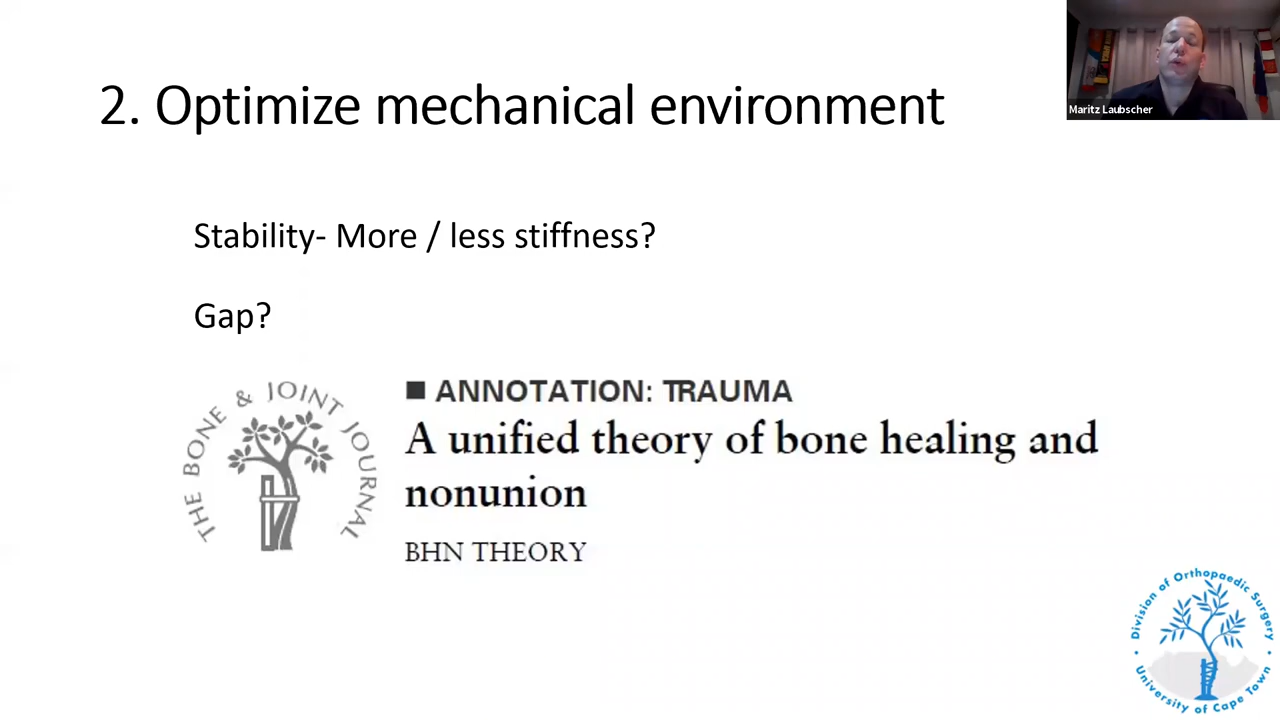 2. Optimize mechanical environment
Maritz Laubscher
Stability- More / less stiffness?
Gap?
THE BONE & JOINT JOURNAL
■ ANNOTATION: TRAUMA
A unified theory of bone healing and
nonunion
BHN THEORY
Division of Orthopaedic Surgery
University of Cape Town